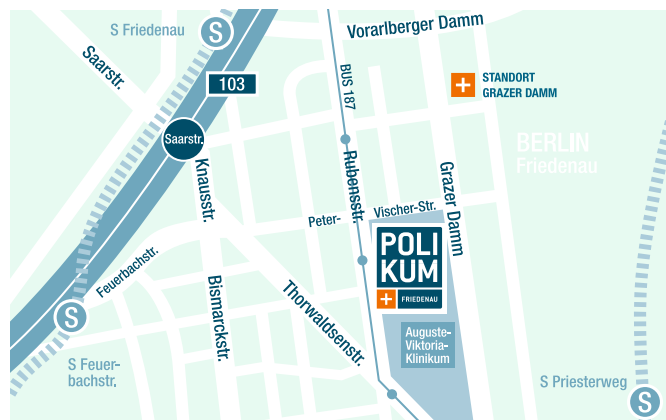 Vorarlberger Damm
S Friedenau
S
Saarstr.
103
BUS 187
STANDORT
GRAZER DAMM
BERLIN
Friedenau
Saarstr.
Knausstr.
Rubensstr.
Grazer Damm
Peter-
Vischer-Str.
POLI
KUM
FRIEDENAU
Feuerbachstr.
Bismarckstr.
Thorwaldsenstr.
S
Auguste-
Viktoria-
Klinikum
S Feuer-
bachstr.
S Priesterweg
S